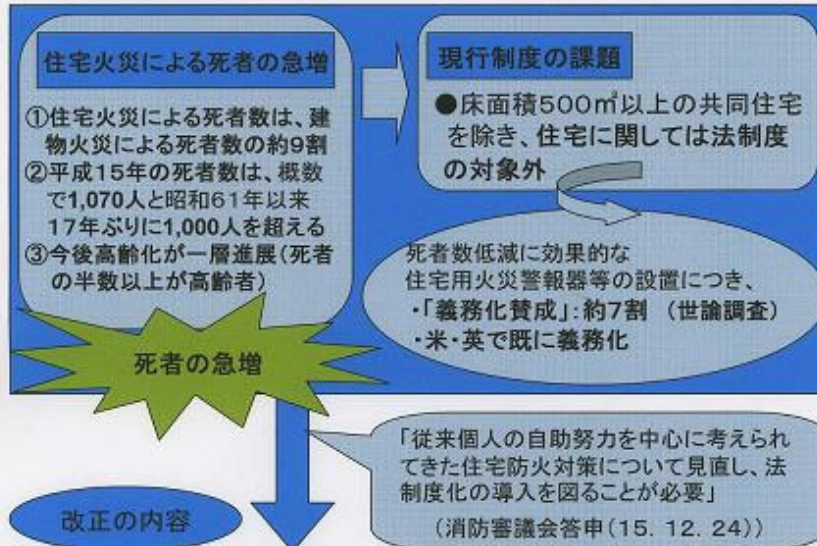 住宅火災による死者の急増
①住宅火災による死者数は、建
物火災による死者数の約9割
②平成15年の死者数は、概数
で1,070人と昭和61年以来
17年ぶりに1,000人を超える
③今後高齢化が一層進展(死者
の半数以上が高齢者)
死者の急増
現行制度の課題
●床面積500㎡以上の共同住宅
を除き、住宅に関しては法制度
の対象外
死者数低減に効果的な
住宅用火災警報器等の設置につき、
・「義務化賛成」:約7割 (世論調査)
・米・英で既に義務化
「従来個人の自助努力を中心に考えられ
てきた住宅防火対策について見直し、法
制度化の導入を図ることが必要」
(消防審議会答申(15. 12. 24))
改正の内容